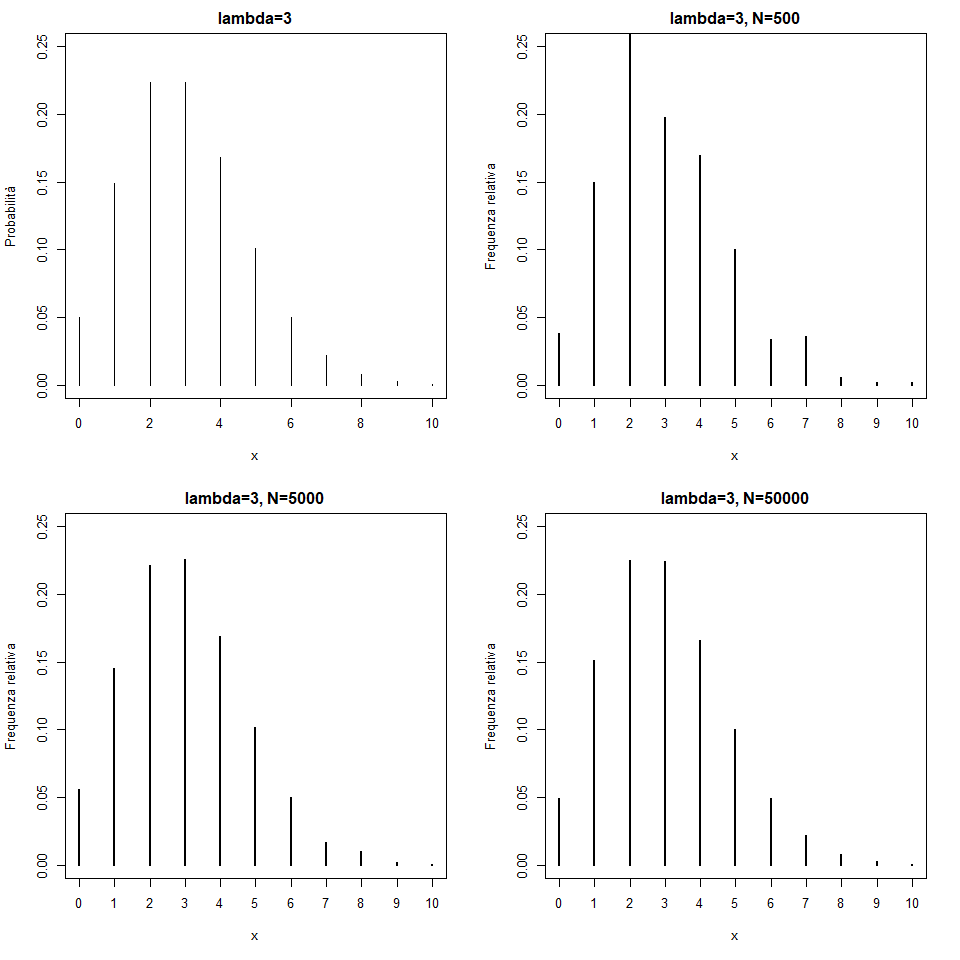 lambda=3
Probabilità
0.00 0.05 0.10 0.15 0.20 0.25
0 2 4 6 8 10
x
lambda=3, N=500
Frequenza relativa
0.00 0.05 0.10 0.15 0.20 0.25
0 1 2 3 4 5 6 7 8 9 10
x
lambda=3, N=5000
Frequenza relativa
0.00 0.05 0.10 0.15 0.20 0.25
0 1 2 3 4 5 6 7 8 9 10
x
lambda=3, N=50000
Frequenza relativa
0.00 0.05 0.10 0.15 0.20 0.25
0 1 2 3 4 5 6 7 8 9 10
x